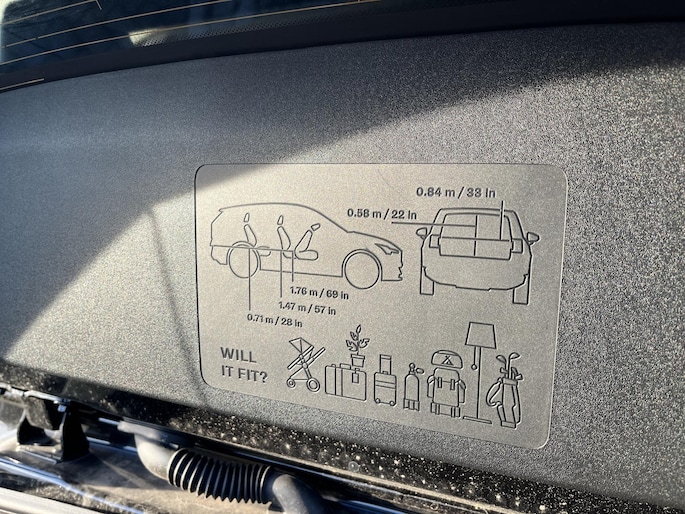 0.84 m / 33 in
0.58 m / 22 in
1.76 m / 69 in
1.47 m / 57 in
0.71 m / 28 in
WILL
IT FIT?